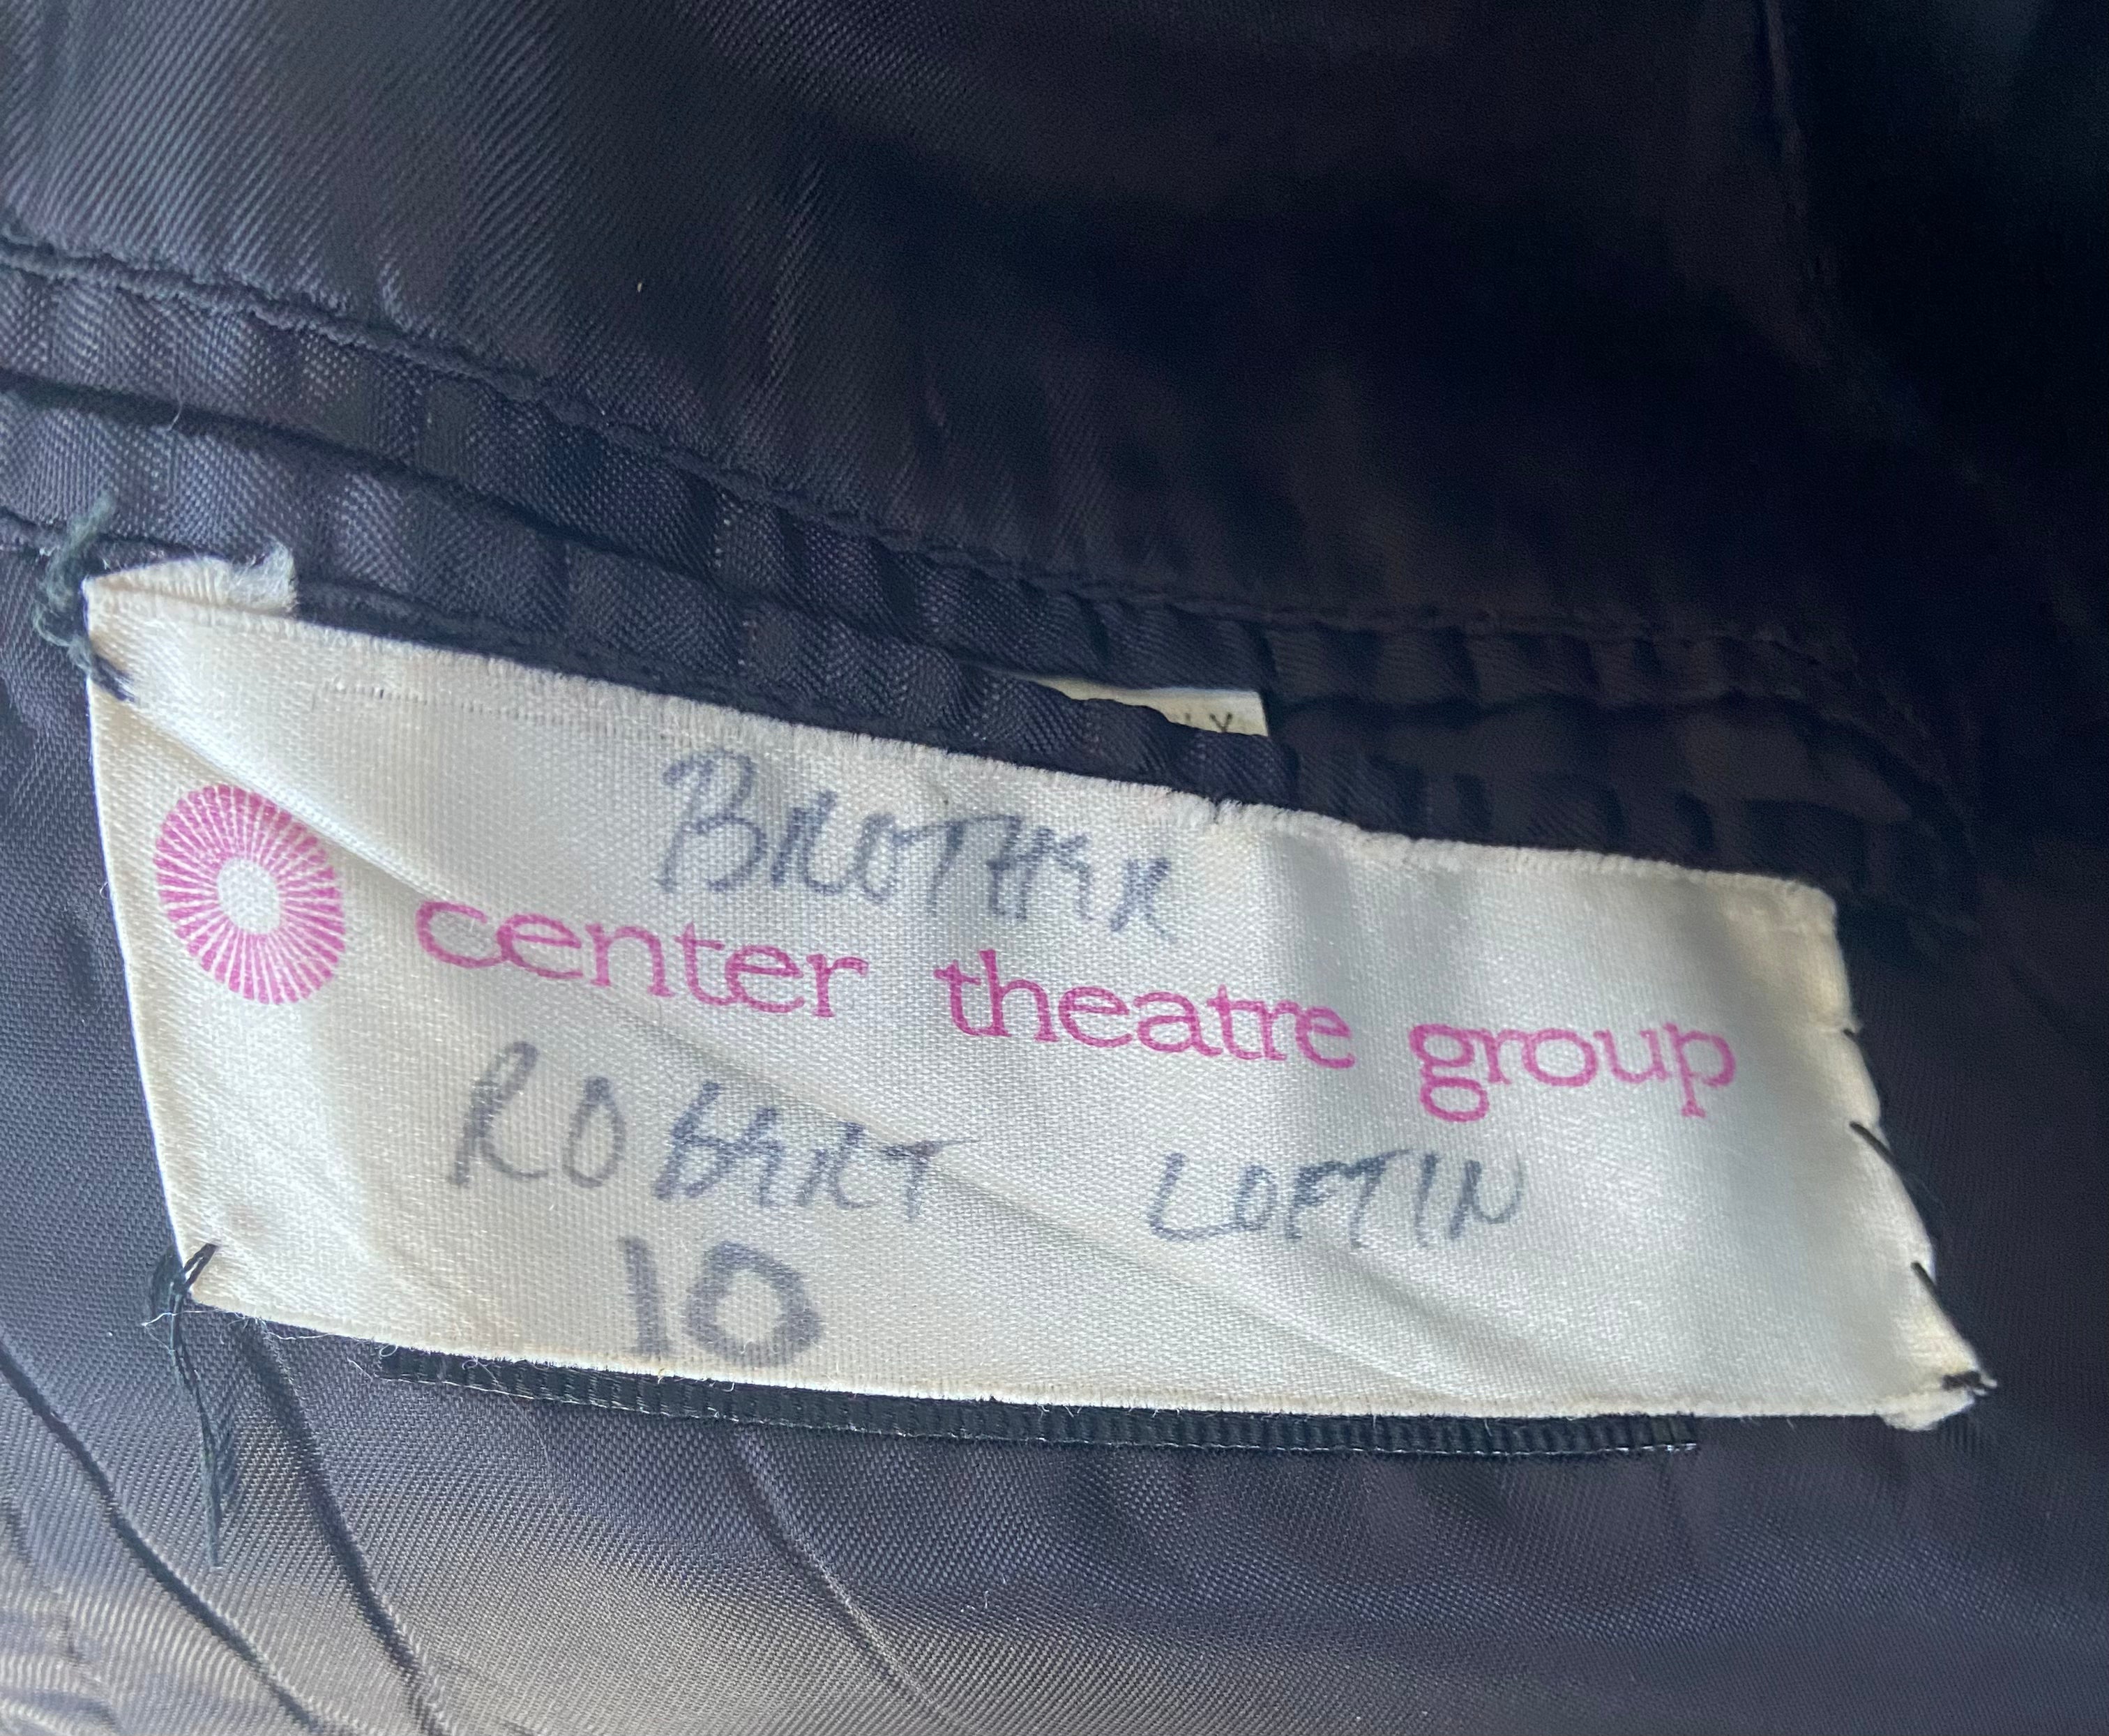 BROTHER
center theatre group
ROBERT LOFTIN
10